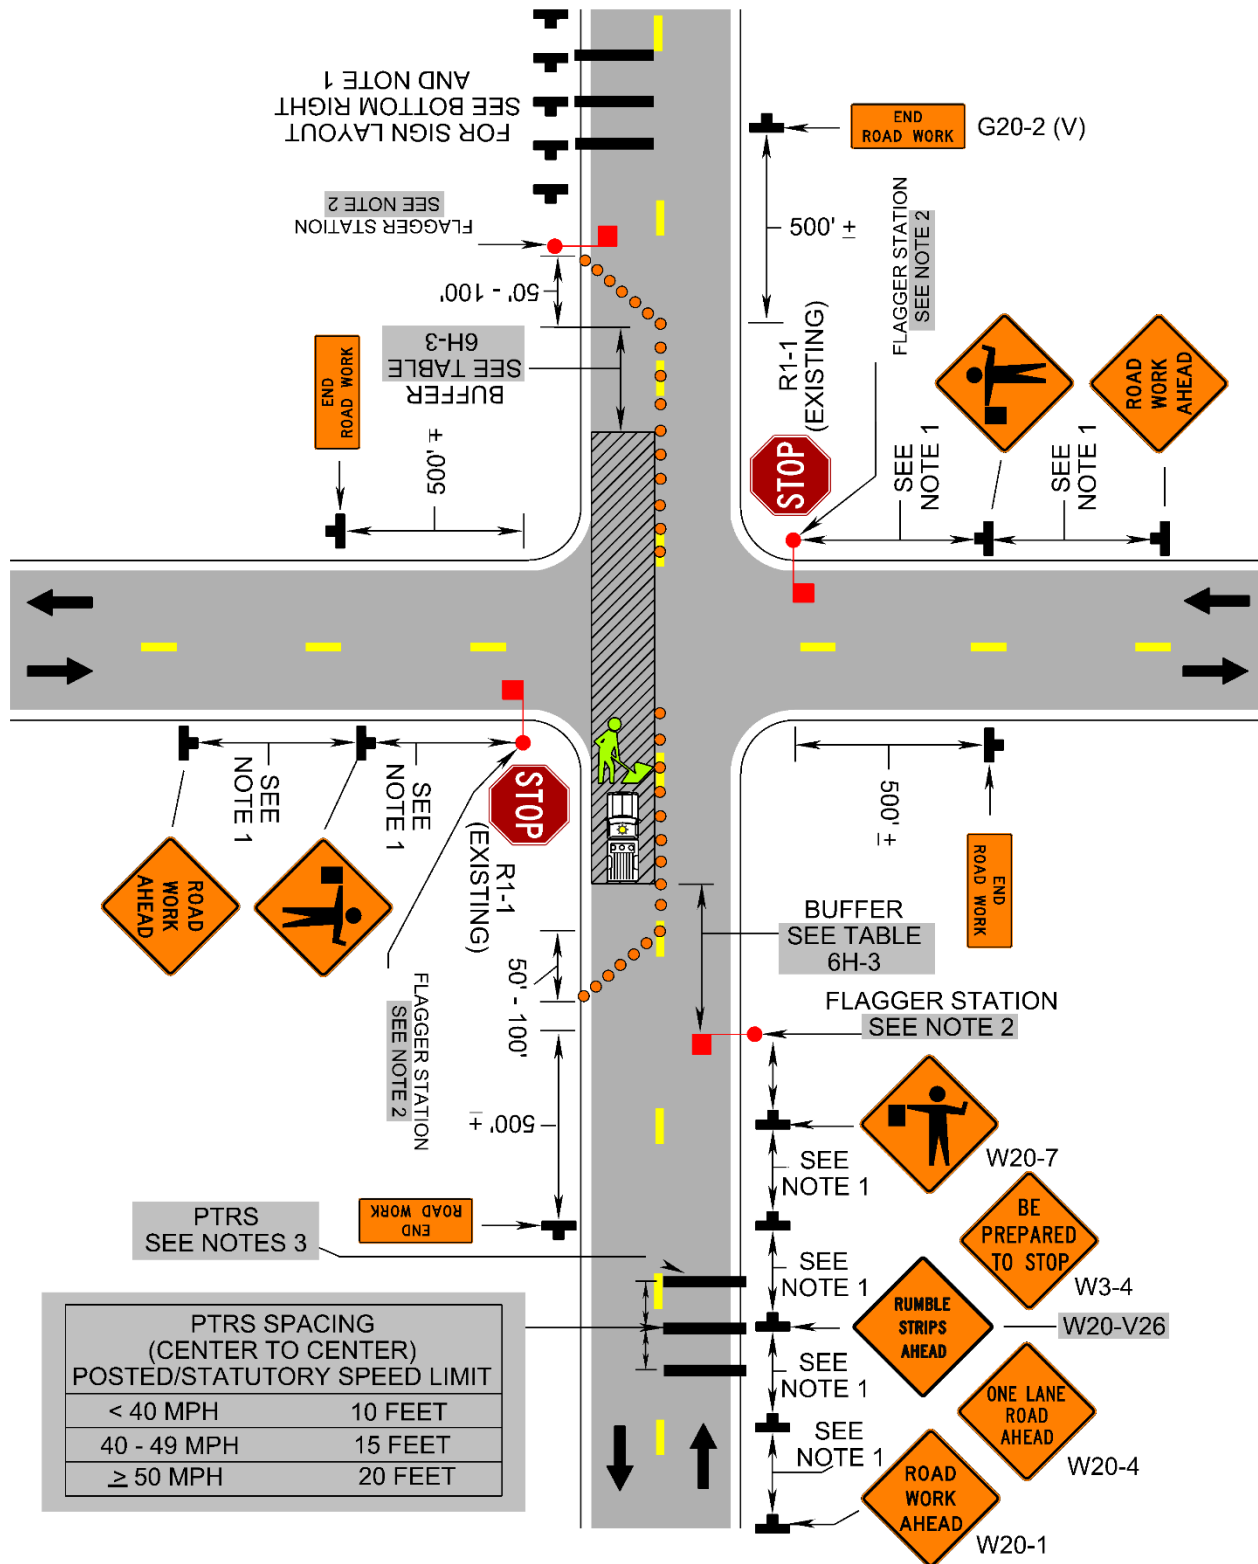 FOR SIGN LAYOUT
SEE BOTTOM RIGHT
AND NOTE 1
END
ROAD WORK
G20-2 (V)
FLAGGER STATION
SEE NOTE 2
500' ±
FLAGGER STATION
SEE NOTE 2
50' - 100'
BUFFER
SEE TABLE
6H-3
R1-1
(EXISTING)
STOP
ROAD
WORK
AHEAD
END
ROAD WORK
500' ±
SEE
NOTE 1
SEE
NOTE 1
SEE
NOTE 1
SEE
NOTE 1
STOP
R1-1
(EXISTING)
500' ±
END
ROAD WORK
ROAD
WORK
AHEAD
BUFFER
SEE TABLE
6H-3
50' - 100'
FLAGGER STATION
SEE NOTE 2
FLAGGER STATION
SEE NOTE 2
500' ±
W20-7
SEE
NOTE 1
BE
PREPARED
TO STOP
W3-4
PTRS
SEE NOTES 3
END
ROAD WORK
SEE
NOTE 1
RUMBLE
STRIPS
AHEAD
W20-V26
PTRS SPACING
(CENTER TO CENTER)
POSTED/STATUTORY SPEED LIMIT
< 40 MPH 10 FEET
40 - 49 MPH 15 FEET
≥ 50 MPH 20 FEET
SEE
NOTE 1
ONE LANE
ROAD
AHEAD
W20-4
SEE
NOTE 1
ROAD
WORK
AHEAD
W20-1